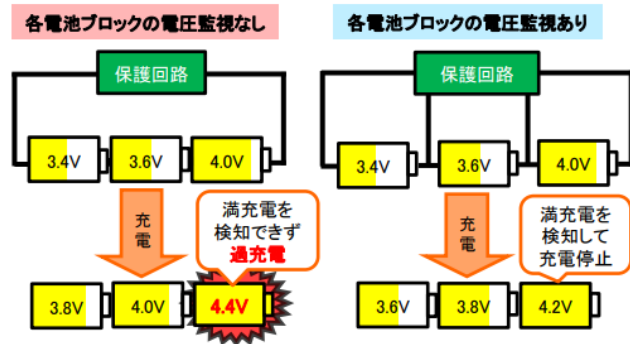 各電池ブロックの電圧監視なし
保護回路
3.4V
3.6V
4.0V
充電
満充電を
検知できず
過充電
3.8V
4.0V
4.4V
各電池ブロックの電圧監視あり
保護回路
3.4V
3.6V
4.0V
充電
満充電を
検知して
充電停止
3.6V
3.8V
4.2V